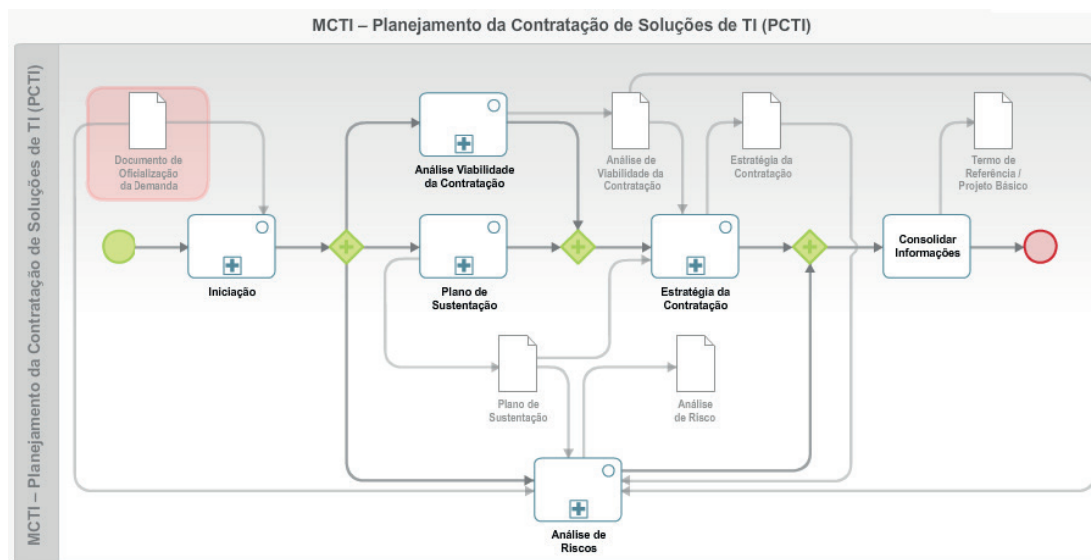 MCTI – Planejamento da Contratação de Soluções de TI (PCTI)
MCTI – Planejamento da Contratação de Soluções de TI (PCTI)
Documento de
Oficialização
da Demanda
Análise Viabilidade
da Contratação
Análise de
Viabilidade da
Contratação
Estratégia da
Contratação
Termo de
Referência /
Projeto Básico
Iniciação
Plano de
Sustentação
Estratégia da
Contratação
Consolidar
Informações
Plano de
Sustentação
Análise
de Risco
Análise de
Riscos